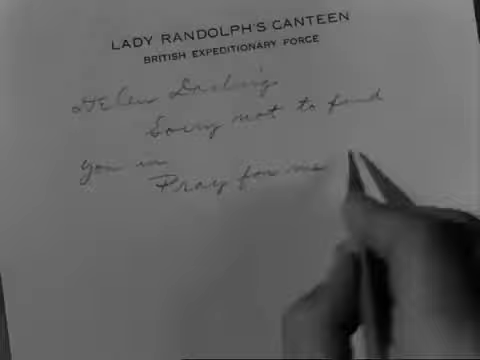 LADY RANDOLPH'S CANTEEN
BRITISH EXPEDITIONARY FORCE
Helen Darling
Sorry not to find
you in
Pray for me